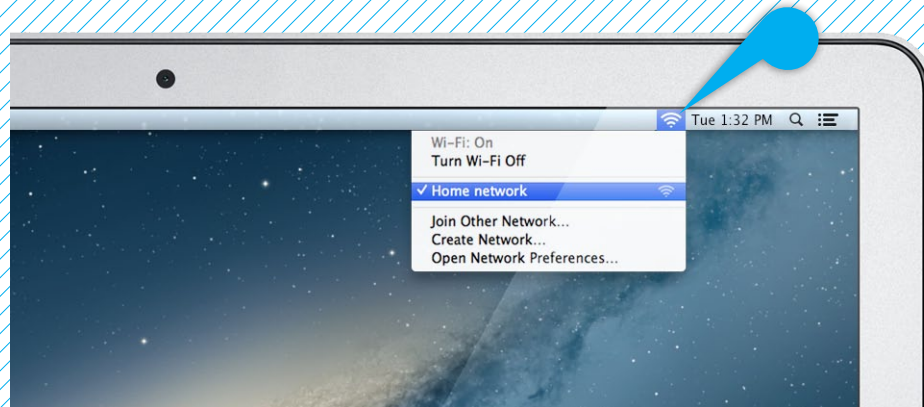 Tue 1:32 PM
Wi-Fi: On
Turn Wi-Fi Off
✓ Home network
Join Other Network...
Create Network...
Open Network Preferences...